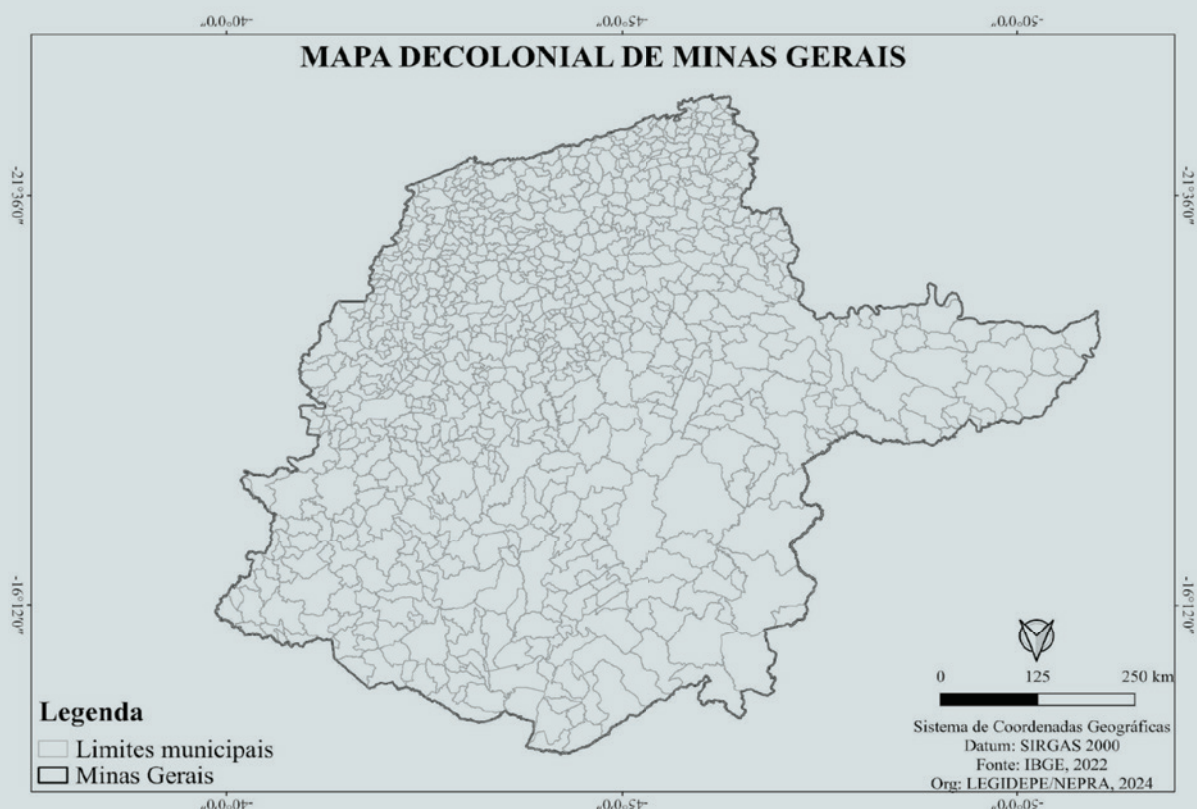 -40°0,0" -45°0,0" -50°0,0"
MAPA DECOLONIAL DE MINAS GERAIS
-21°36'0" -21°36'0"
-16°12'0" -16°12'0"
0 125 250 km
Legenda
Limites municipais
Minas Gerais
Sistema de Coordenadas Geográficas
Datum: SIRGAS 2000
Fonte: IBGE, 2022
Org: LEGIDEPE/NEPRA, 2024
-40°0,0" -45°0,0" -50°0,0"